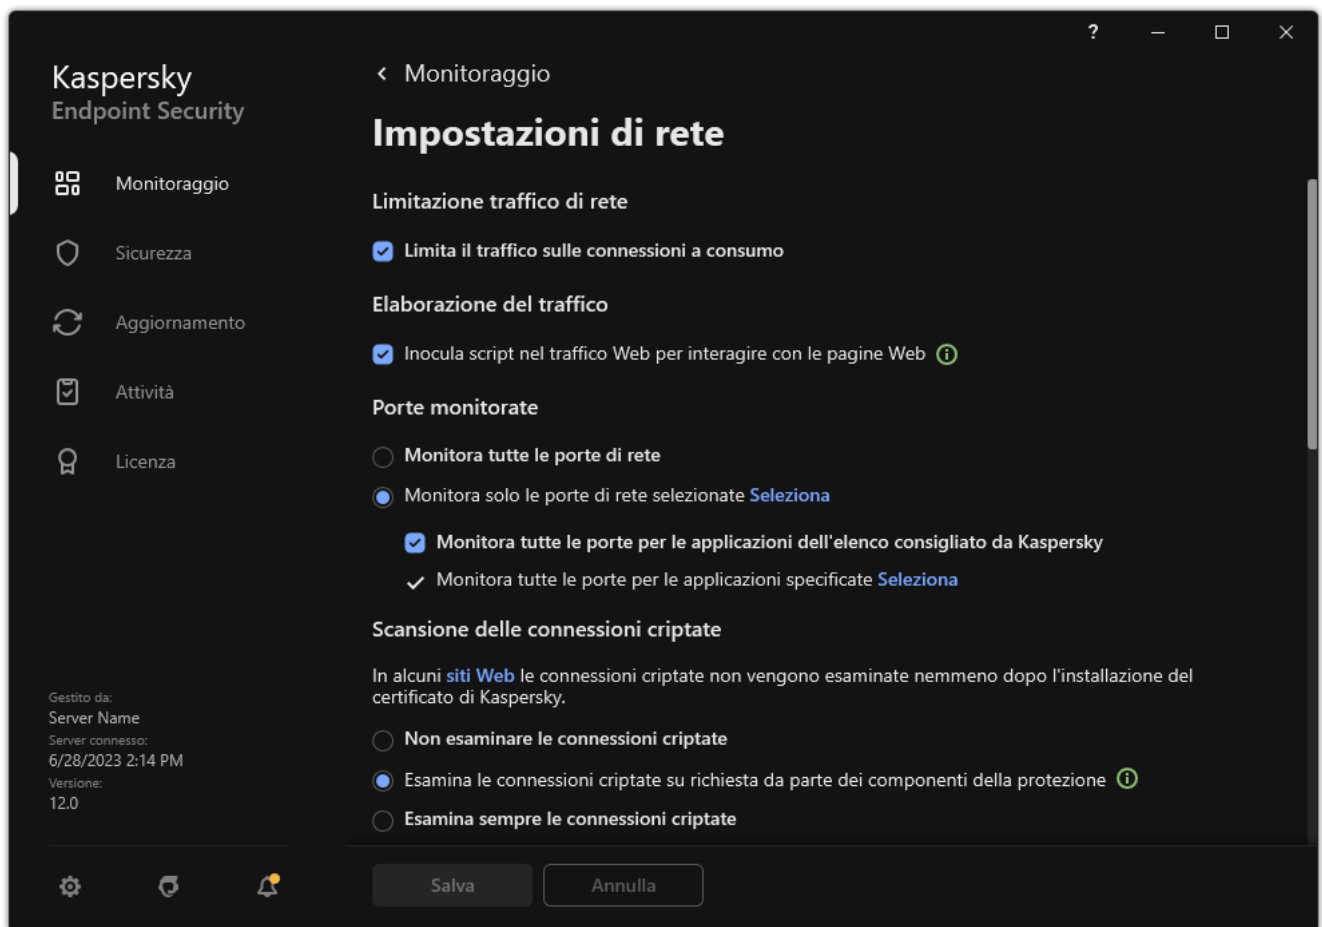 ?
Kaspersky
Endpoint Security
Monitoraggio
Sicurezza
Aggiornamento
Attività
Licenza
Gestito da:
Server Name
Server connesso:
6/28/2023 2:14 PM
Versione:
12.0
Monitoraggio
Impostazioni di rete
Limitazione traffico di rete
Limita il traffico sulle connessioni a consumo
Elaborazione del traffico
Inocula script nel traffico Web per interagire con le pagine Web
Porte monitorate
Monitora tutte le porte di rete
Monitora solo le porte di rete selezionate Seleziona
Monitora tutte le porte per le applicazioni dell'elenco consigliato da Kaspersky
Monitora tutte le porte per le applicazioni specificate Seleziona
Scansione delle connessioni criptate
In alcuni siti Web le connessioni criptate non vengono esaminate nemmeno dopo l'installazione del
certificato di Kaspersky.
Non esaminare le connessioni criptate
Esamina le connessioni criptate su richiesta da parte dei componenti della protezione
Esamina sempre le connessioni criptate
Salva
Annulla